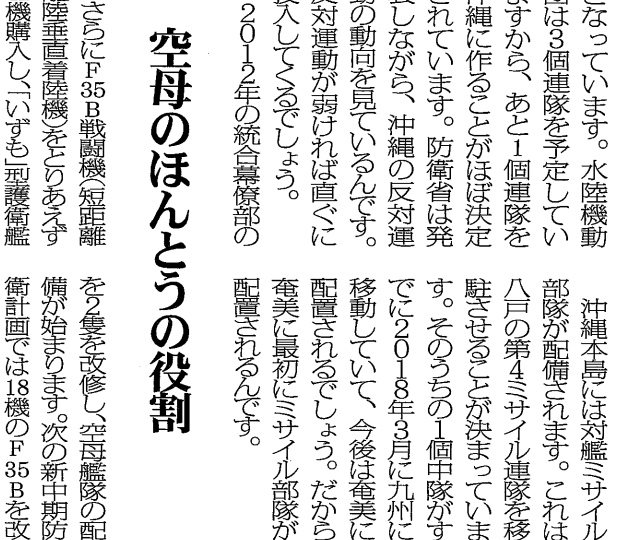 となっています。水陸機動
団は3個連隊を予定してい
ますから、あと1個連隊を
沖縄に作ることがほぼ決定
されています。防衛省は発
表しながら、沖縄の反対運
動の動向を見ているんです。
反対運動が弱ければ直ぐに
投入してくるでしょう。
2012年の統合幕僚部の
沖縄本島には対艦ミサイル
部隊が配備されます。これは
八戸の第4ミサイル連隊を移
駐させることが決まっていま
す。そのうちの1個中隊がす
でに2018年3月に九州に
移動していて、今後は奄美に
配置されるでしょう。だから
奄美に最初にミサイル部隊が
配置されるんです。
空母のほんとうの役割
さらにF35B戦闘機(短距離
陸垂直着陸機)をとりあえず
機購入し、「いずも」型護衛艦
を2隻を改修し、空母艦隊の配
備が始まります。次の新中期防
衛計画では18機のF35Bを改